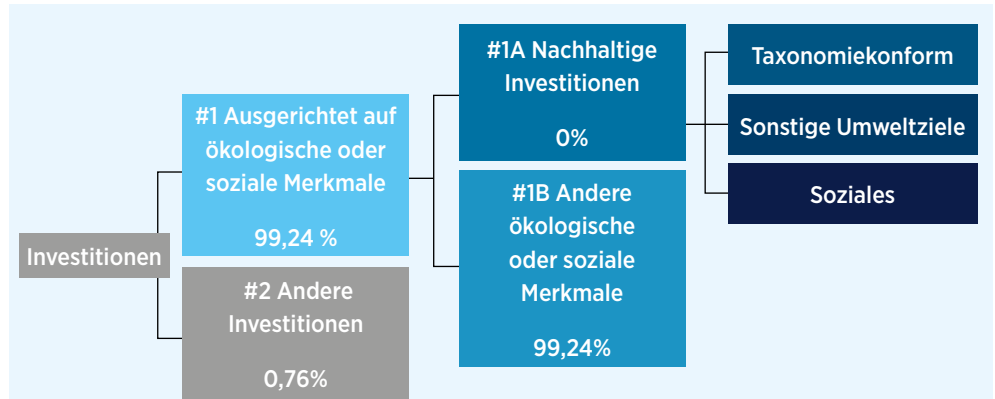 Investitionen
#1 Ausgerichtet auf
ökologische oder
soziale Merkmale
99,24 %
#2 Andere
Investitionen
0,76%
#1A Nachhaltige
Investitionen
0%
#1B Andere
ökologische
oder soziale
Merkmale
99,24%
Taxonomiekonform
Sonstige Umweltziele
Soziales